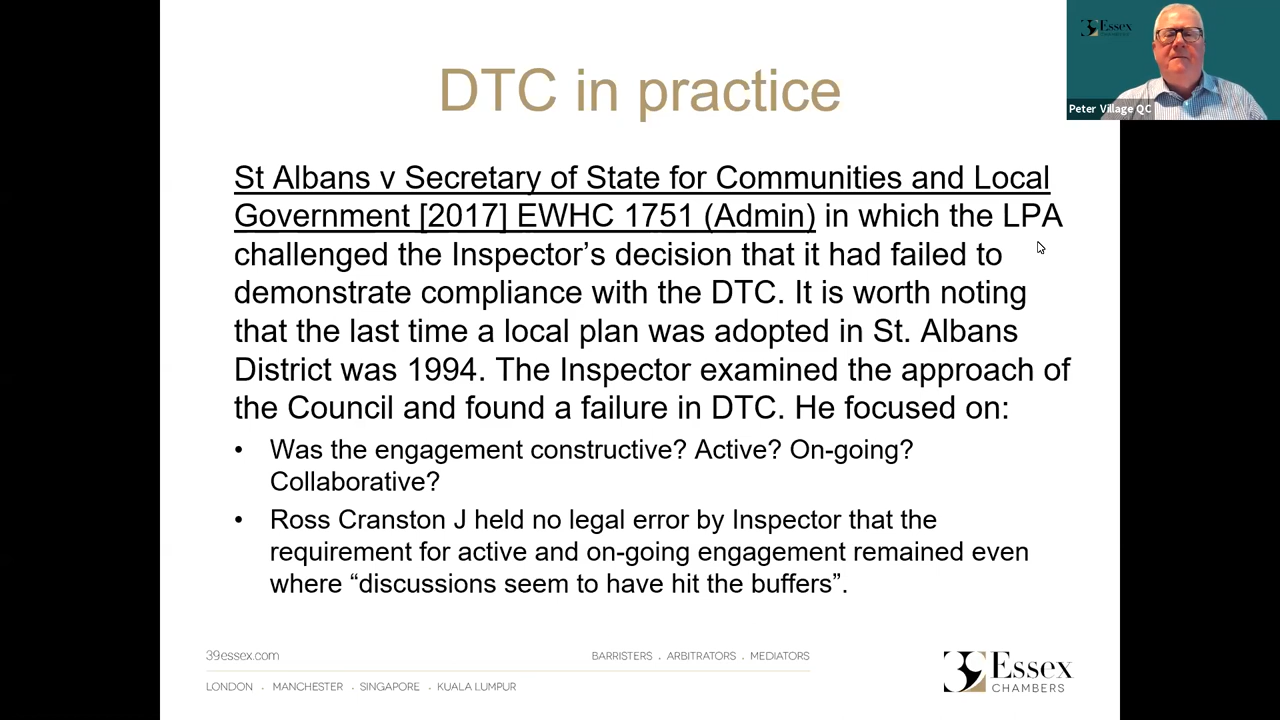 DTC in practice
St Albans v Secretary of State for Communities and Local
Government [2017] EWHC 1751 (Admin) in which the LPA
challenged the Inspector’s decision that it had failed to
demonstrate compliance with the DTC. It is worth noting
that the last time a local plan was adopted in St. Albans
District was 1994. The Inspector examined the approach of
the Council and found a failure in DTC. He focused on:
• Was the engagement constructive? Active? On-going?
Collaborative?
• Ross Cranston J held no legal error by Inspector that the
requirement for active and on-going engagement remained even
where “discussions seem to have hit the buffers”.
39essex.com
BARRISTERS . ARBITRATORS . MEDIATORS
LONDON . MANCHESTER . SINGAPORE . KUALA LUMPUR
39 Essex
CHAMBERS
39 Essex
CHAMBERS
Peter Village QC